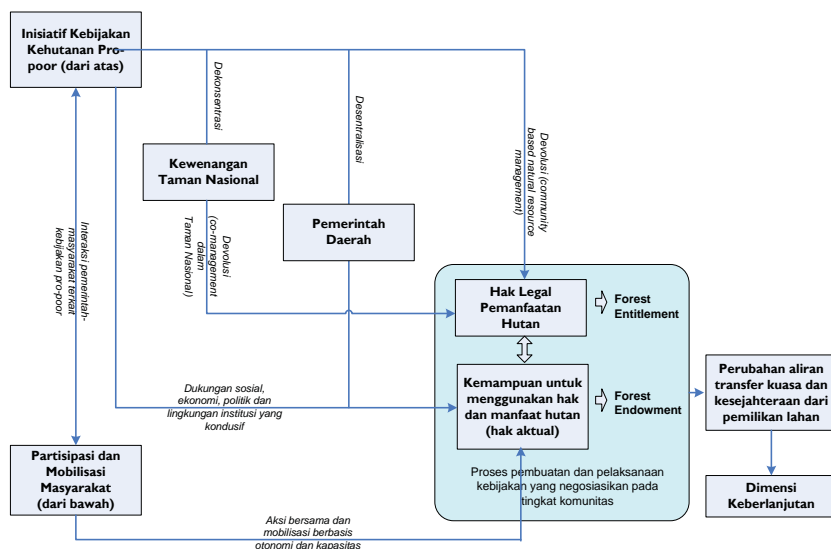 Inisiatif Kebijakan
Kehutanan Pro-
poor (dari atas)
Dekonsentrasi
Desentralisasi
Devolusi (community
based natural resource
management)
Kewenangan
Taman Nasional
Devolusi
(co-management
dalam
Taman Nasional)
Pemerintah
Daerah
Interaksi pemerintah-
masyarakat terkait
kebijakan pro-poor
Hak Legal
Pemanfaatan
Hutan
Forest
Entitlement
Kemampuan untuk
menggunakan hak
dan manfaat hutan
(hak aktual)
Forest
Endowment
Perubahan aliran
transfer kuasa dan
kesejahteraan dari
pemilikan lahan
Dukungan sosial,
ekonomi, politik dan
lingkungan institusi yang
kondusif
Partisipasi dan
Mobilisasi
Masyarakat
(dari bawah)
Proses pembuatan dan pelaksanaan
kebijakan yang negosiasikan pada
tingkat komunitas
Dimensi
Keberlanjutan
Aksi bersama dan
mobilisasi berbasis
otonomi dan kapasitas